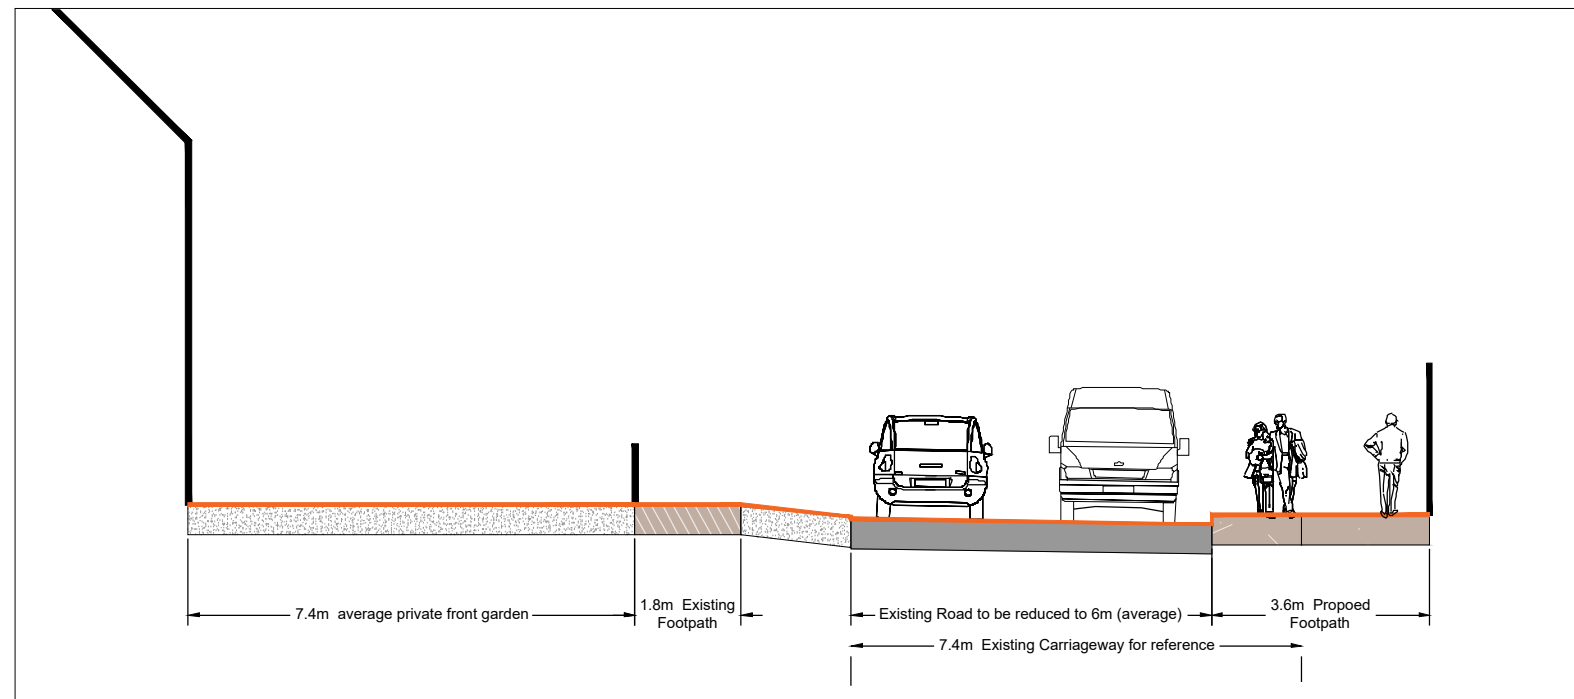 7.4m average private front garden
1.8m Existing
Footpath
Existing Road to be reduced to 6m (average)
3.6m Propoed
Footpath
7.4m Existing Carriageway for reference